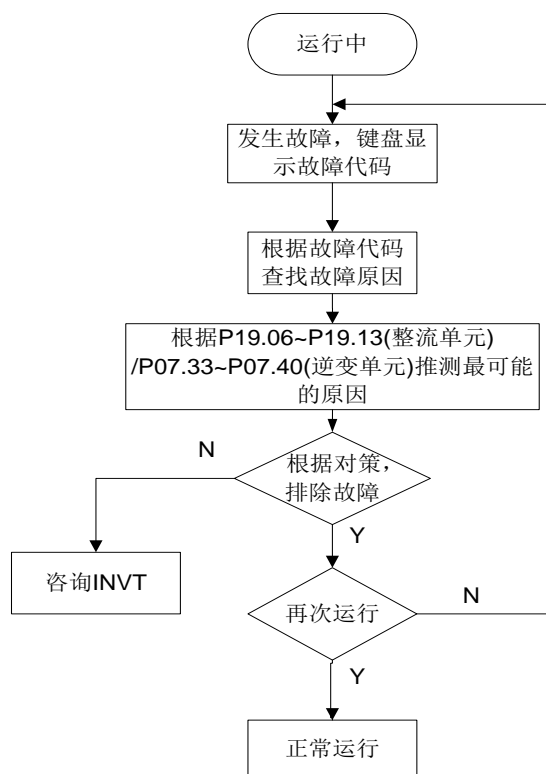 运行中
发生故障，键盘显
示故障代码
根据故障代码
查找故障原因
根据P19.06~P19.13(整流单元)
/P07.33~P07.40(逆变单元)推测最可能
的原因
N
根据对策，
排除故障
Y
咨询INVT
再次运行
N
Y
正常运行